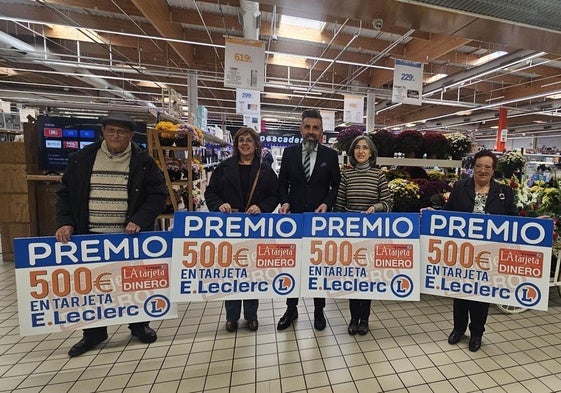 619€
229€
299€
pescadería
PREMIO
500€
LA tarjeta
DINERO
EN TARJETA
E.Leclerc
L
PREMIO
500€
LA tarjeta
DINERO
EN TARJETA
E.Leclerc
L
PREMIO
500€
LA tarjeta
DINERO
EN TARJETA
E.Leclerc
L
PREMIO
500€
LA tarjeta
DINERO
EN TARJETA
E.Leclerc
L